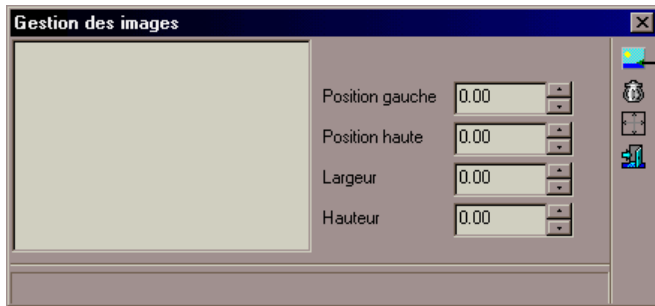 Gestion des images
Position gauche 0.00
Position haute 0.00
Largeur 0.00
Hauteur 0.00